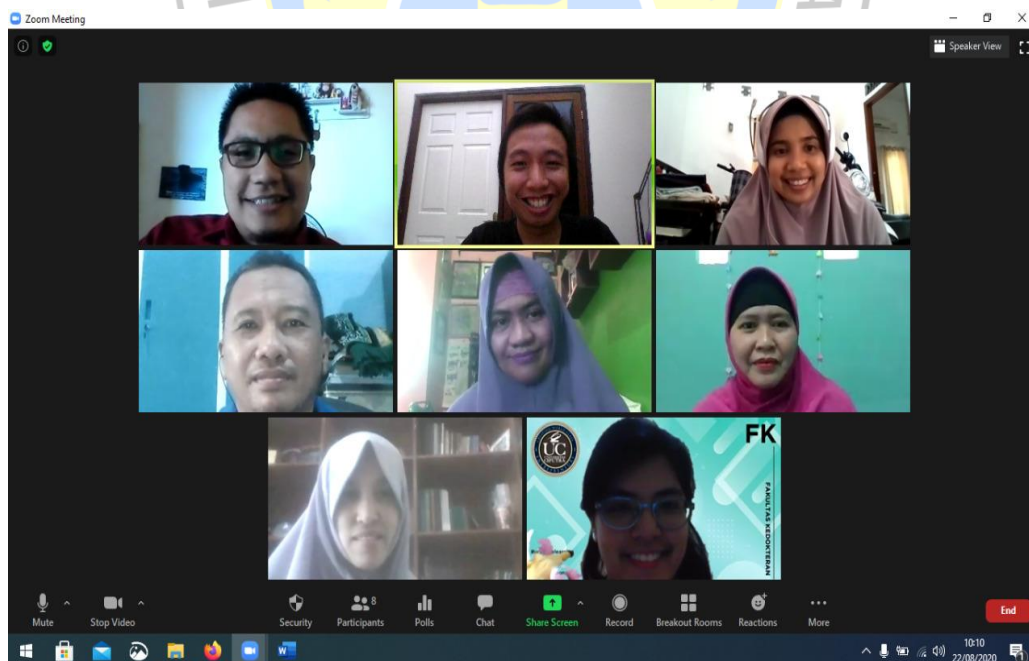 Zoom Meeting
Speaker View
UC
FK
FAKULTAS KEDOKTERAN
Mute
Stop Video
Security
Participants
8
Polls
Chat
Share Screen
Record
Breakout Rooms
Reactions
More
End
10:10
22/08/2020